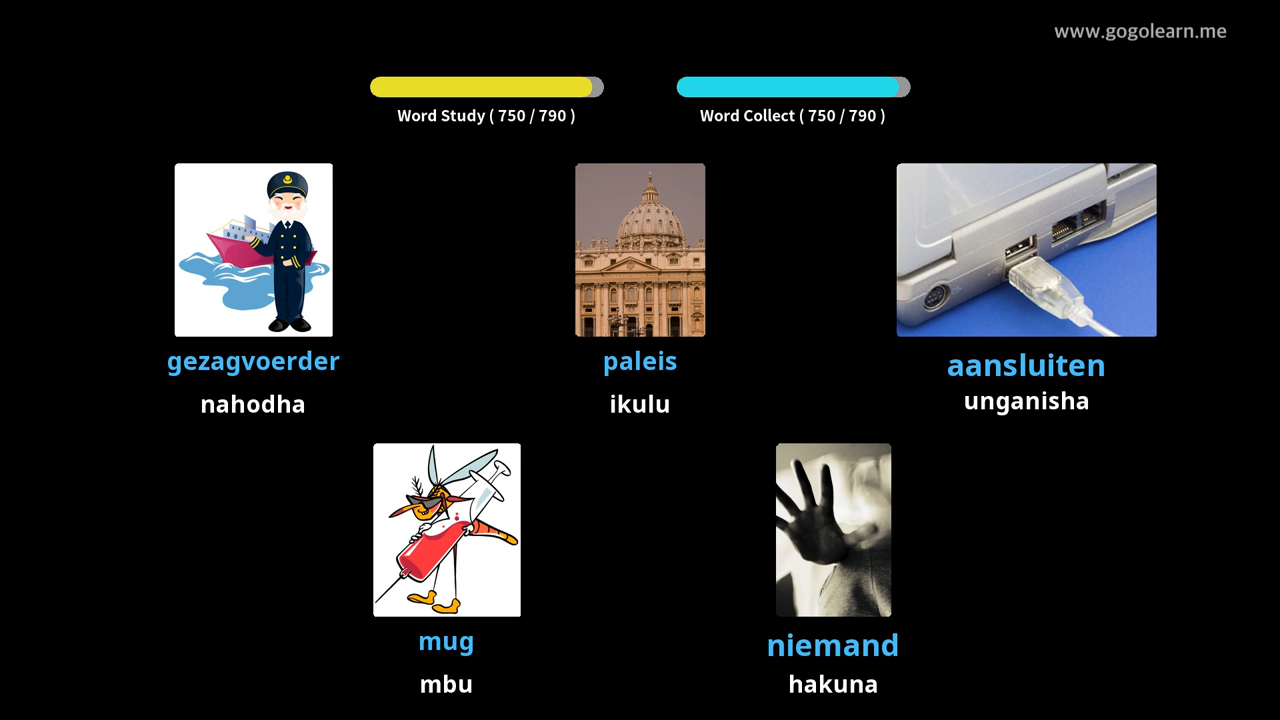 www.gogolearn.me
Word Study ( 750 / 790 )
Word Collect ( 750 / 790 )
gezagvoerder
paleis
aansluiten
nahodha
ikulu
unganisha
mug
niemand
mbu
hakuna